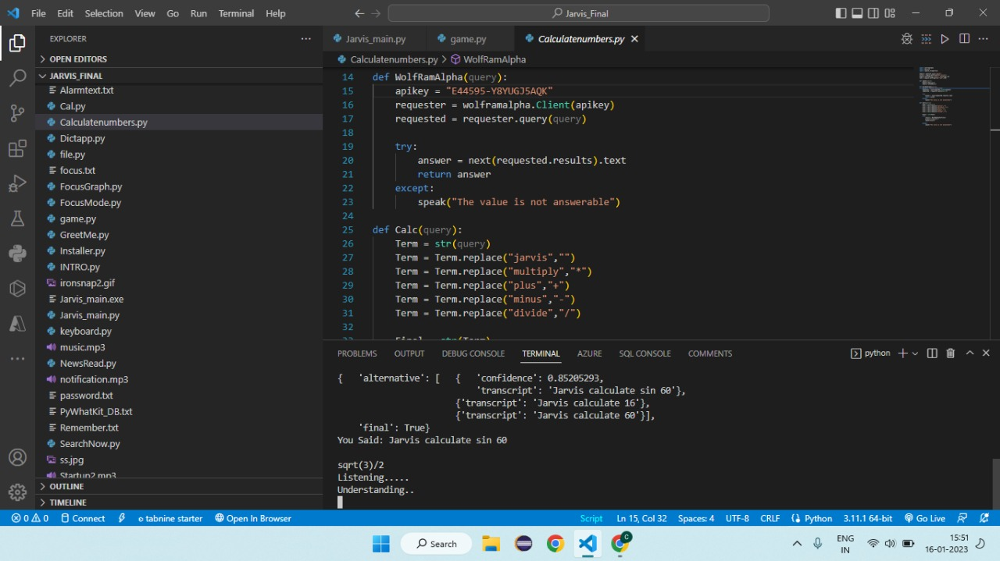 File Edit Selection View Go Run Terminal Help
Jarvis_Final
EXPLORER
Jarvis_main.py game.py Calculatenumbers.py
OPEN EDITORS
Calculatenumbers.py > WolfRamAlpha
JARVIS_FINAL
Alarmtext.txt
Cal.py
Calculatenumbers.py
Dictapp.py
file.py
focus.txt
FocusGraph.py
FocusMode.py
game.py
GreetMe.py
Installer.py
INTRO.py
ironsnap2.gif
Jarvis_main.exe
Jarvis_main.py
keyboard.py
music.mp3
NewsRead.py
notification.mp3
password.txt
PyWhatKit_DB.txt
Remember.txt
SearchNow.py
ss.jpg
Startup2.mp3
OUTLINE
TIMELINE
14 def WolfRamAlpha(query):
15 apikey = "E44595-Y8YUGJ5AQK"
16 requester = wolframalpha.Client(apikey)
17 requested = requester.query(query)
18
19 try:
20 answer = next(requested.results).text
21 return answer
22 except:
23 speak("The value is not answerable")
24
25 def Calc(query):
26 Term = str(query)
27 Term = Term.replace("jarvis","")
28 Term = Term.replace("multiply","*")
29 Term = Term.replace("plus","+")
30 Term = Term.replace("minus","-")
31 Term = Term.replace("divide","/")
32
33 Final = str(Term)
PROBLEMS OUTPUT DEBUG CONSOLE TERMINAL AZURE SQL CONSOLE COMMENTS
python
{ 'alternative': [ { 'confidence': 0.85205293,
'transcript': 'Jarvis calculate sin 60'},
{'transcript': 'Jarvis calculate 16'},
{'transcript': 'Jarvis calculate 60'}],
'final': True}
You Said: Jarvis calculate sin 60
sqrt(3)/2
Listening.....
Understanding..
0 0 Connect tabnine starter Open In Browser Script Ln 15, Col 32 Spaces: 4 UTF-8 CRLF Python 3.11.1 64-bit Go Live
Search
C
ENG
IN
15:51
16-01-2023